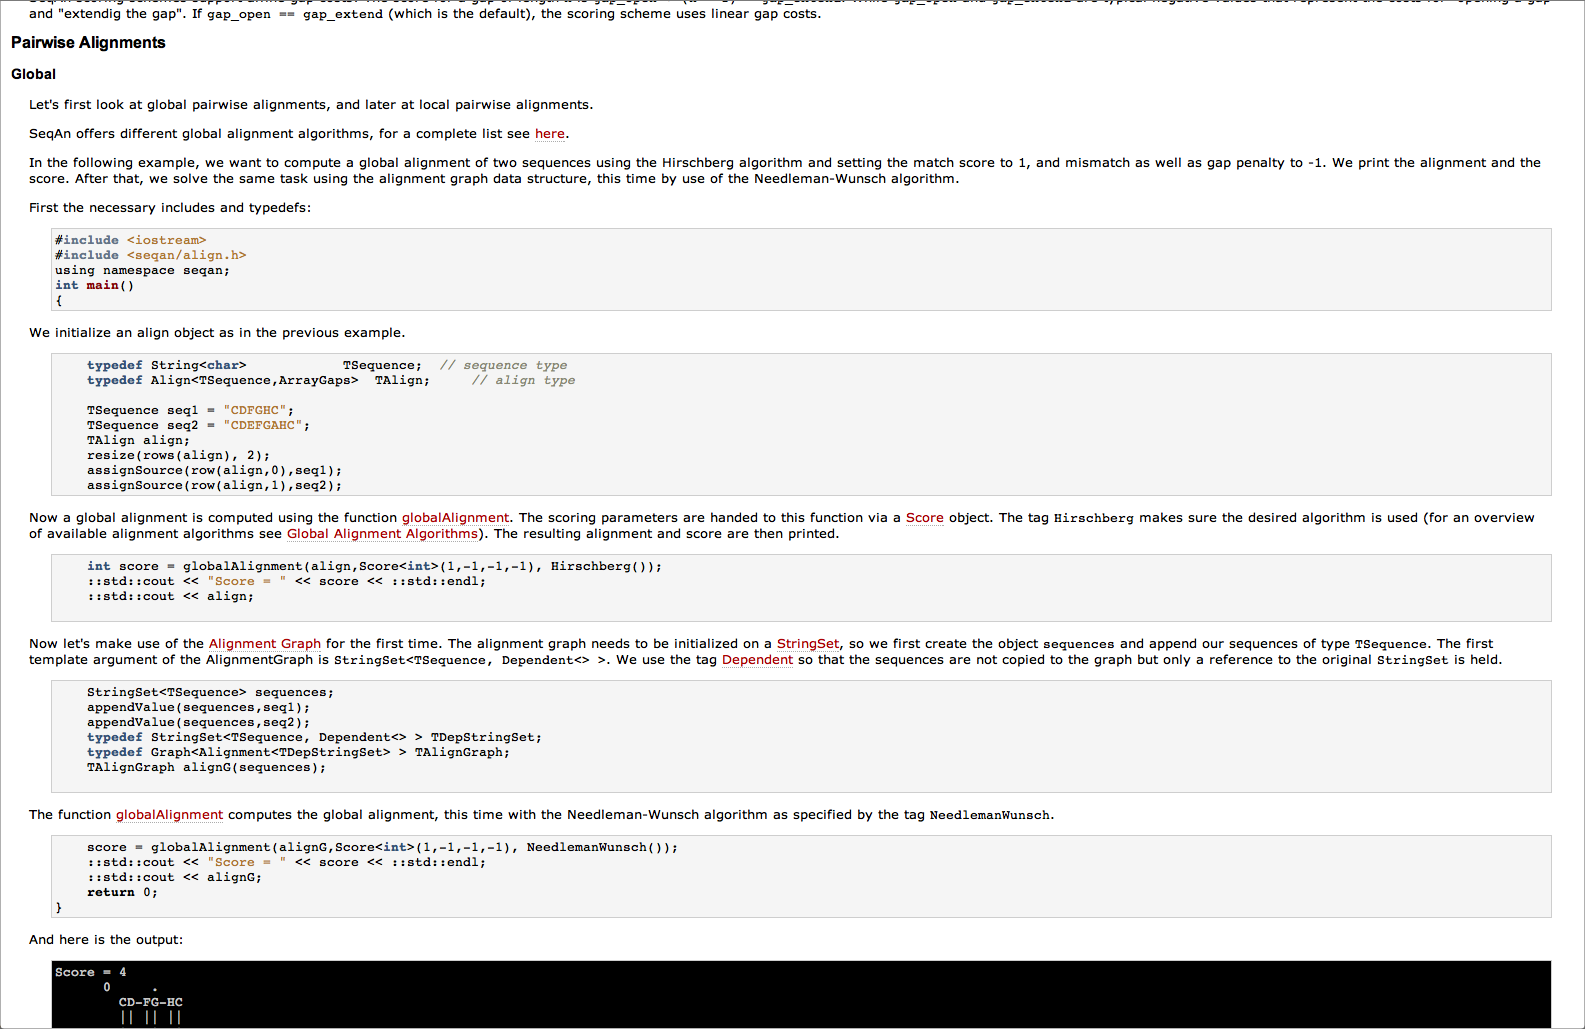 and "extendig the gap". If gap_open == gap_extend (which is the default), the scoring scheme uses linear gap costs.
Pairwise Alignments
Global
Let's first look at global pairwise alignments, and later at local pairwise alignments.
SeqAn offers different global alignment algorithms, for a complete list see here.
In the following example, we want to compute a global alignment of two sequences using the Hirschberg algorithm and setting the match score to 1, and mismatch as well as gap penalty to -1. We print the alignment and the
score. After that, we solve the same task using the alignment graph data structure, this time by use of the Needleman-Wunsch algorithm.
First the necessary includes and typedefs:
#include <iostream>
#include <seqan/align.h>
using namespace seqan;
int main()
{
We initialize an align object as in the previous example.
typedef String<char>            TSequence;  // sequence type
typedef Align<TSequence,ArrayGaps>  TAlign;     // align type
TSequence seq1 = "CDFGHC";
TSequence seq2 = "CDEFGAHC";
TAlign align;
resize(rows(align), 2);
assignSource(row(align,0),seq1);
assignSource(row(align,1),seq2);
Now a global alignment is computed using the function globalAlignment. The scoring parameters are handed to this function via a Score object. The tag Hirschberg makes sure the desired algorithm is used (for an overview
of available alignment algorithms see Global Alignment Algorithms). The resulting alignment and score are then printed.
int score = globalAlignment(align,Score<int>(1,-1,-1,-1), Hirschberg());
::std::cout << "Score = " << score << ::std::endl;
::std::cout << align;
Now let's make use of the Alignment Graph for the first time. The alignment graph needs to be initialized on a StringSet, so we first create the object sequences and append our sequences of type TSequence. The first
template argument of the AlignmentGraph is StringSet<TSequence, Dependent<> >. We use the tag Dependent so that the sequences are not copied to the graph but only a reference to the original StringSet is held.
StringSet<TSequence> sequences;
appendValue(sequences,seq1);
appendValue(sequences,seq2);
typedef StringSet<TSequence, Dependent<> > TDepStringSet;
typedef Graph<Alignment<TDepStringSet> > TAlignGraph;
TAlignGraph alignG(sequences);
The function globalAlignment computes the global alignment, this time with the Needleman-Wunsch algorithm as specified by the tag NeedlemanWunsch.
score = globalAlignment(alignG,Score<int>(1,-1,-1,-1), NeedlemanWunsch());
::std::cout << "Score = " << score << ::std::endl;
::std::cout << alignG;
return 0;
}
And here is the output:
Score = 4
0     .
CD-FG-HC
|| || ||